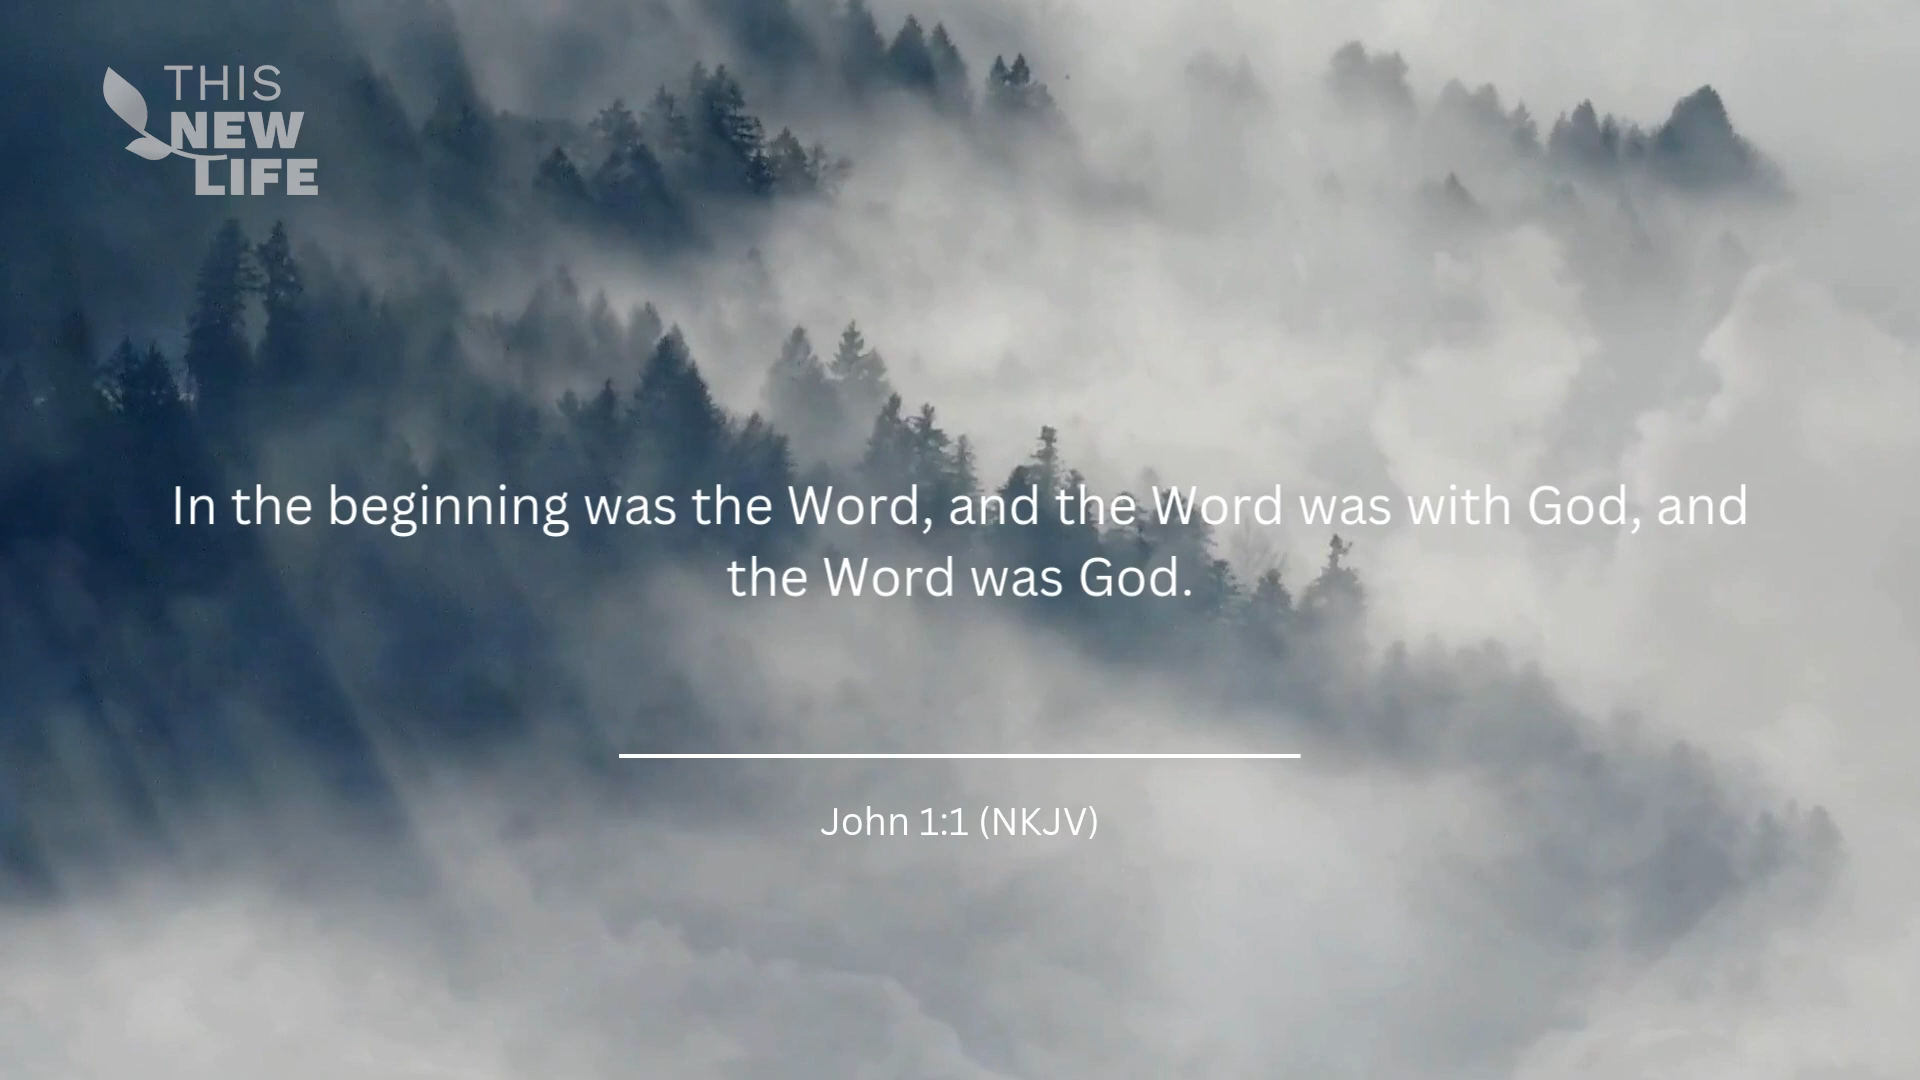 THIS
NEW
LIFE
In the beginning was the Word, and the Word was with God, and
the Word was God.
John 1:1 (NKJV)